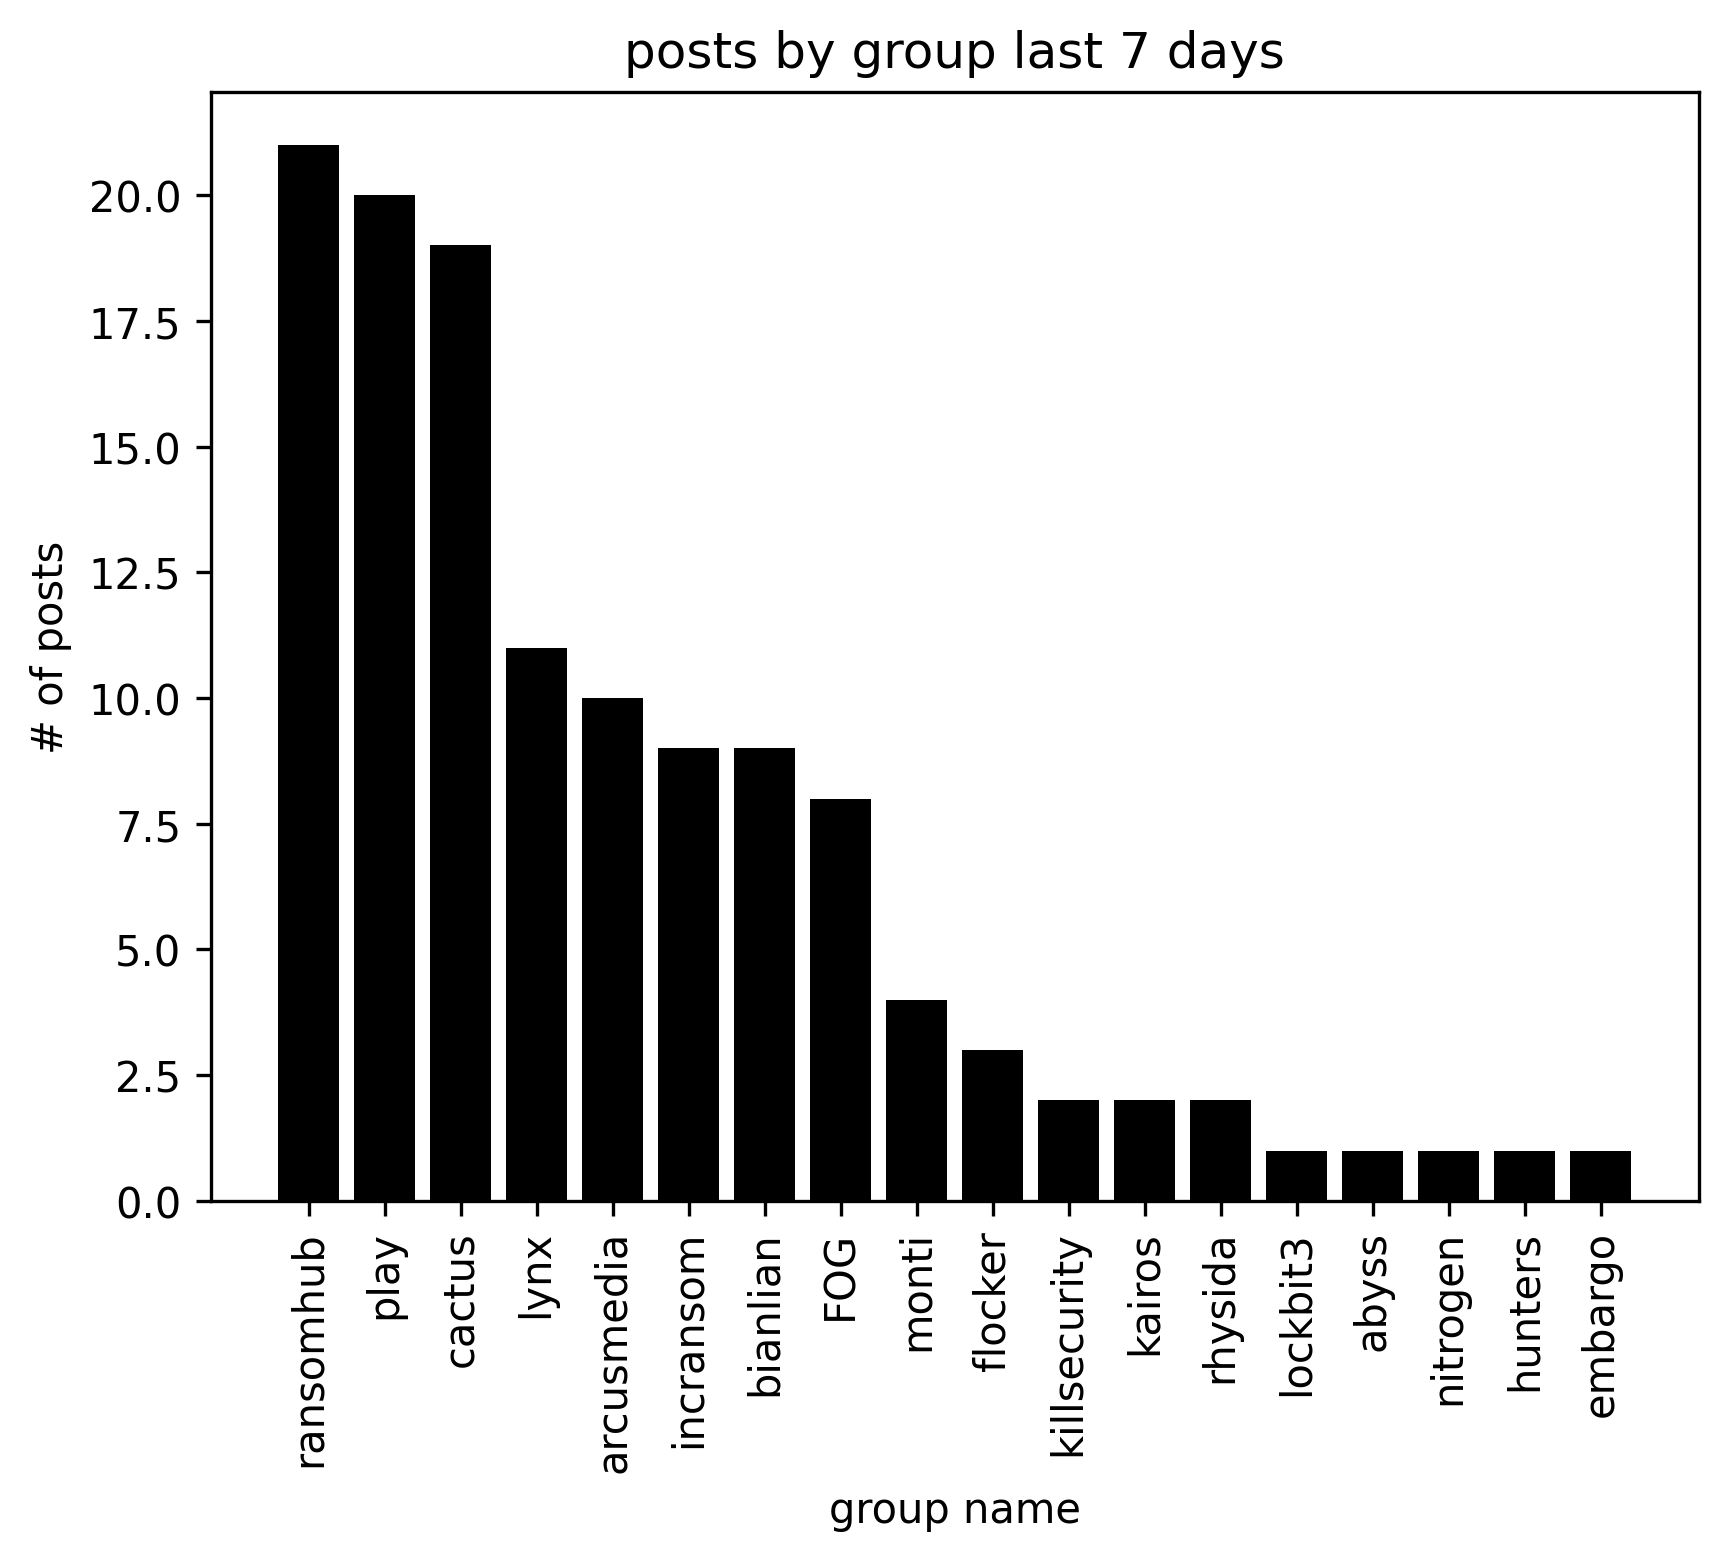 posts by group last 7 days
# of posts
20.0
17.5
15.0
12.5
10.0
7.5
5.0
2.5
0.0
ransomhub
play
cactus
lynx
arcusmedia
incransom
bianlian
FOG
monti
flocker
killsecurity
kairos
rhysida
lockbit3
abyss
nitrogen
hunters
embargo
group name